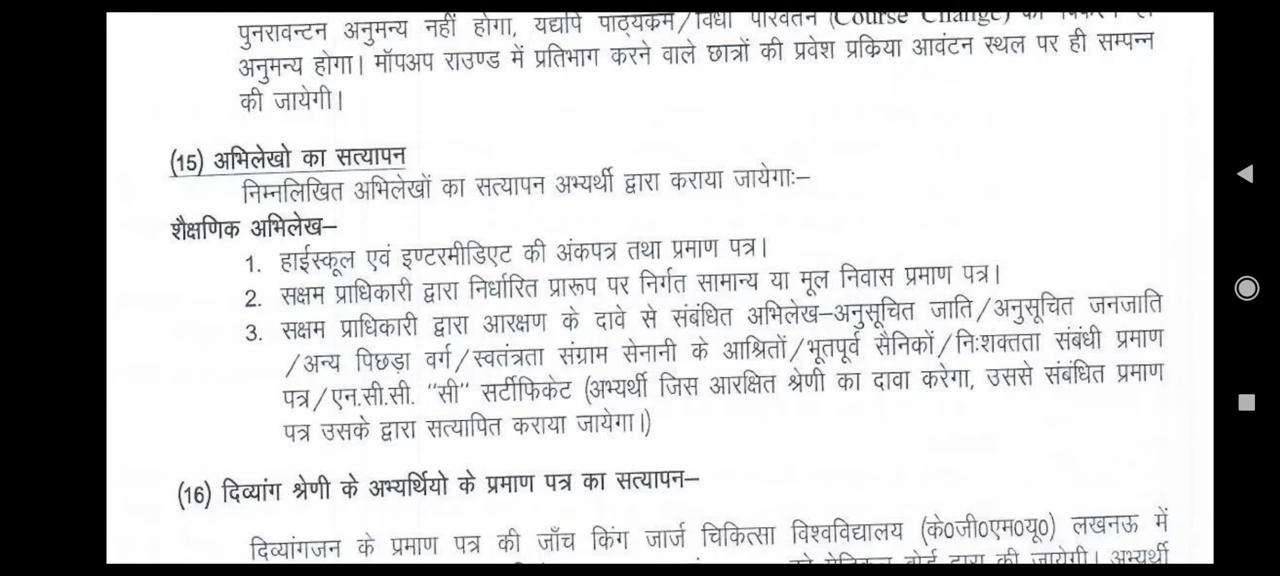 पुनरावन्टन अनुमन्य नहीं होगा, यद्यपि पाठ्यकम/विधा परिवर्तन (Course Change)
अनुमन्य होगा। मॉपअप राउण्ड में प्रतिभाग करने वाले छात्रों की प्रवेश प्रकिया आवंटन स्थल पर ही सम्पन्न
की जायेगी।
(15) अभिलेखो का सत्यापन
निम्नलिखित अभिलेखों का सत्यापन अभ्यर्थी द्वारा कराया जायेगाः–
शैक्षणिक अभिलेख–
1. हाईस्कूल एवं इण्टरमीडिएट की अंकपत्र तथा प्रमाण पत्र।
2. सक्षम प्राधिकारी द्वारा निर्धारित प्रारूप पर निर्गत सामान्य या मूल निवास प्रमाण पत्र।
3. सक्षम प्राधिकारी द्वारा आरक्षण के दावे से संबंधित अभिलेख–अनुसूचित जाति/अनुसूचित जनजाति
/अन्य पिछड़ा वर्ग/स्वतंत्रता संग्राम सेनानी के आश्रितों/भूतपूर्व सैनिकों/निःशक्तता संबंधी प्रमाण
पत्र/एन.सी.सी. "सी" सर्टीफिकेट (अभ्यर्थी जिस आरक्षित श्रेणी का दावा करेगा, उससे संबंधित प्रमाण
पत्र उसके द्वारा सत्यापित कराया जायेगा।)
(16) दिव्यांग श्रेणी के अभ्यर्थियो के प्रमाण पत्र का सत्यापन–
दिव्यांगजन के प्रमाण पत्र की जाँच किंग जार्ज चिकित्सा विश्वविद्यालय (के0जी0एम0यू0) लखनऊ में
को मेडिकल बोर्ड द्वारा की जायेगी। अभ्यर्थी